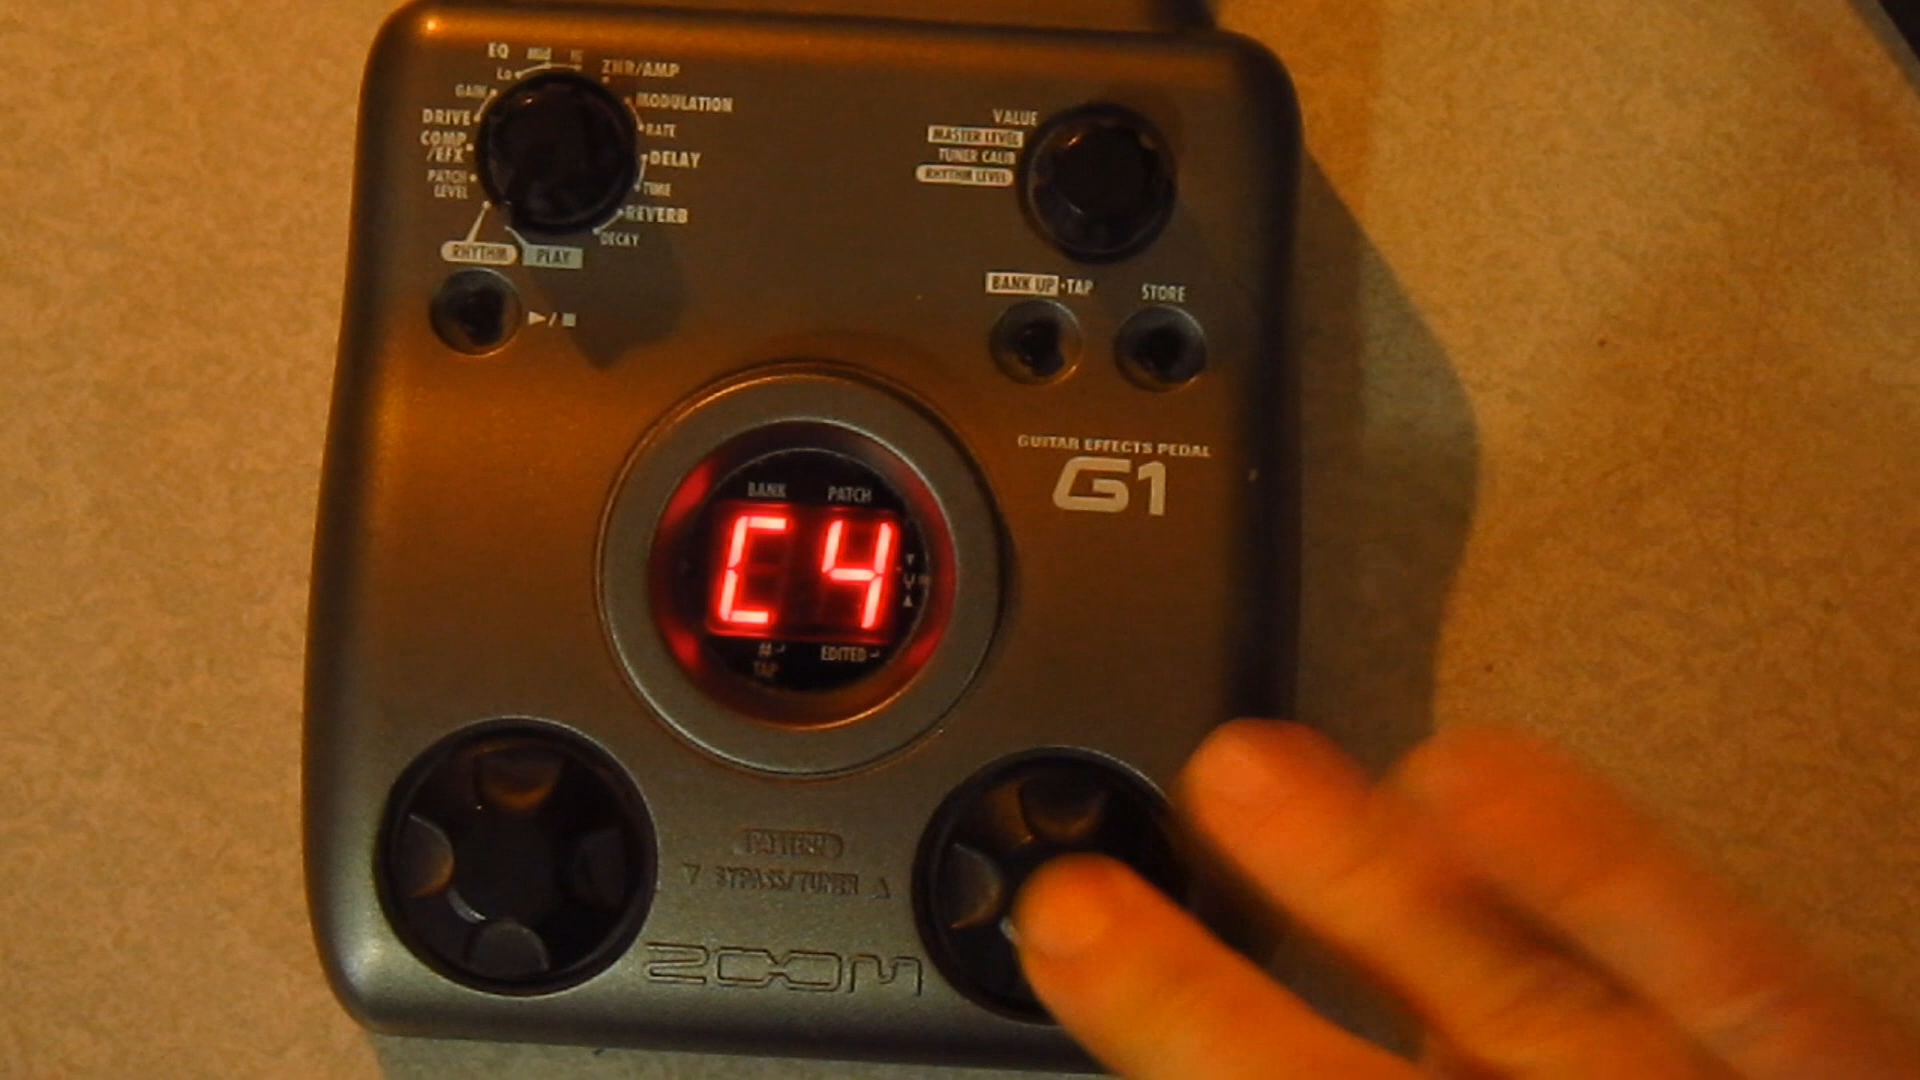 EQ Mid Hi
Lo
ZNR/AMP
GAIN
MODULATION
DRIVE
RATE
COMP
/EFX
DELAY
PATCH
LEVEL
TIME
REVERB
DECAY
RHYTHM PLAY
VALUE
MASTER LEVEL
TUNER CALIB
RHYTHM LEVEL
BANK UP•TAP
STORE
GUITAR EFFECTS PEDAL
G1
BANK PATCH
C4
# EDITED
TAP
PATTERN
BYPASS/TUNER
ZOOM